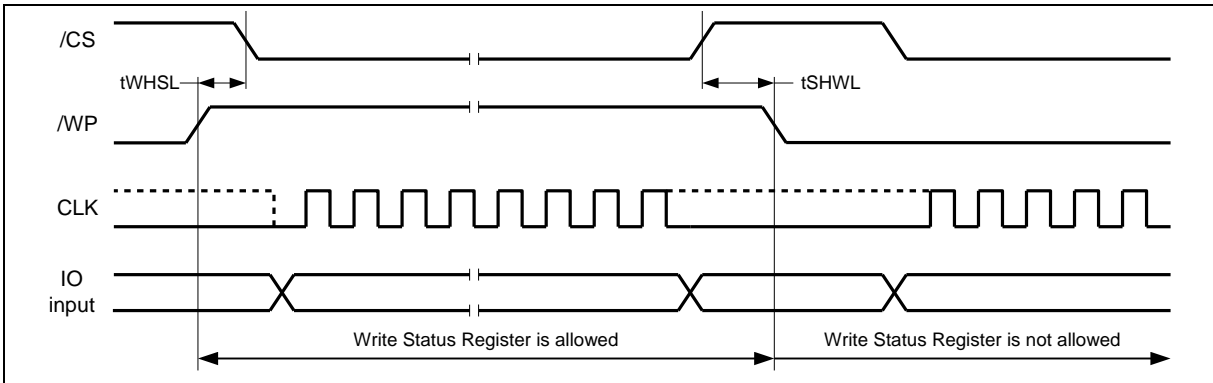 /CS
tWHSL
tSHWL
/WP
CLK
IO
input
Write Status Register is allowed
Write Status Register is not allowed